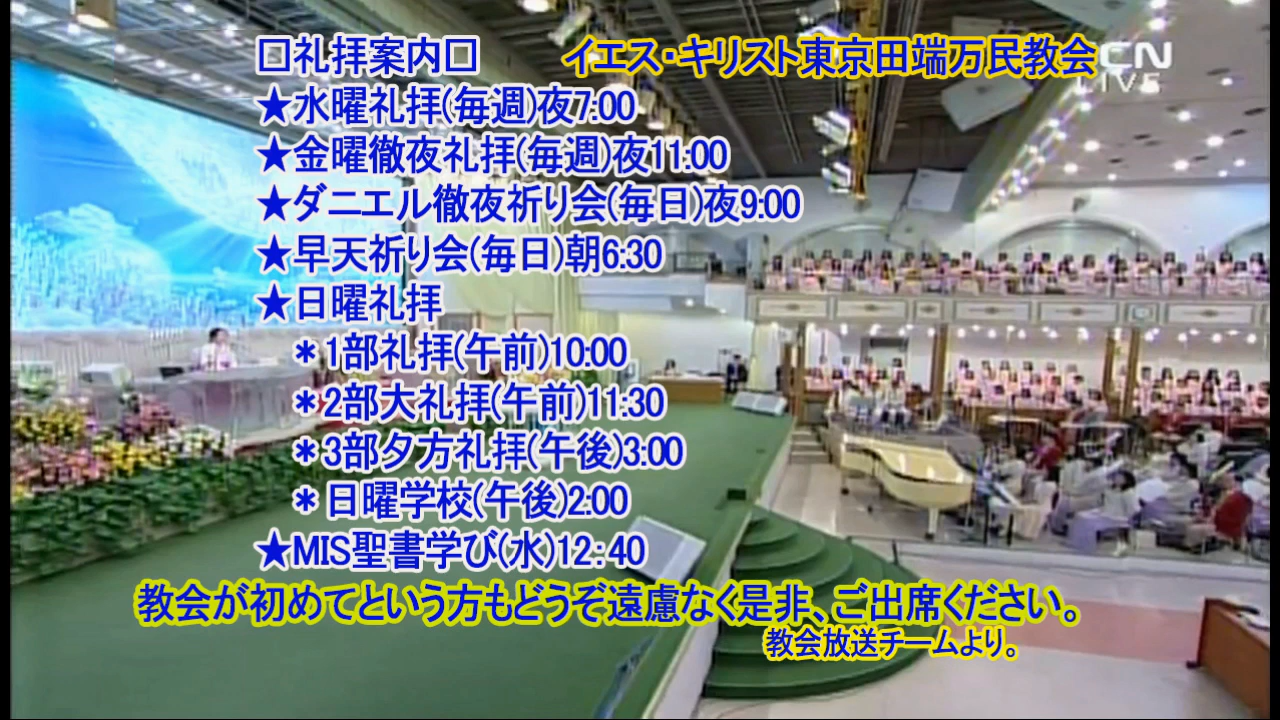 □礼拝案内□ イエス・キリスト東京田端万民教会
CN
LIVE
★水曜礼拝(毎週)夜7:00
★金曜徹夜礼拝(毎週)夜11:00
★ダニエル徹夜祈り会(毎日)夜9:00
★早天祈り会(毎日)朝6:30
★日曜礼拝
＊1部礼拝(午前)10:00
＊2部大礼拝(午前)11:30
＊3部夕方礼拝(午後)3:00
＊日曜学校(午後)2:00
★MIS聖書学び(水)12:40
教会が初めてという方もどうぞ遠慮なく是非、ご出席ください。
教会放送チームより。